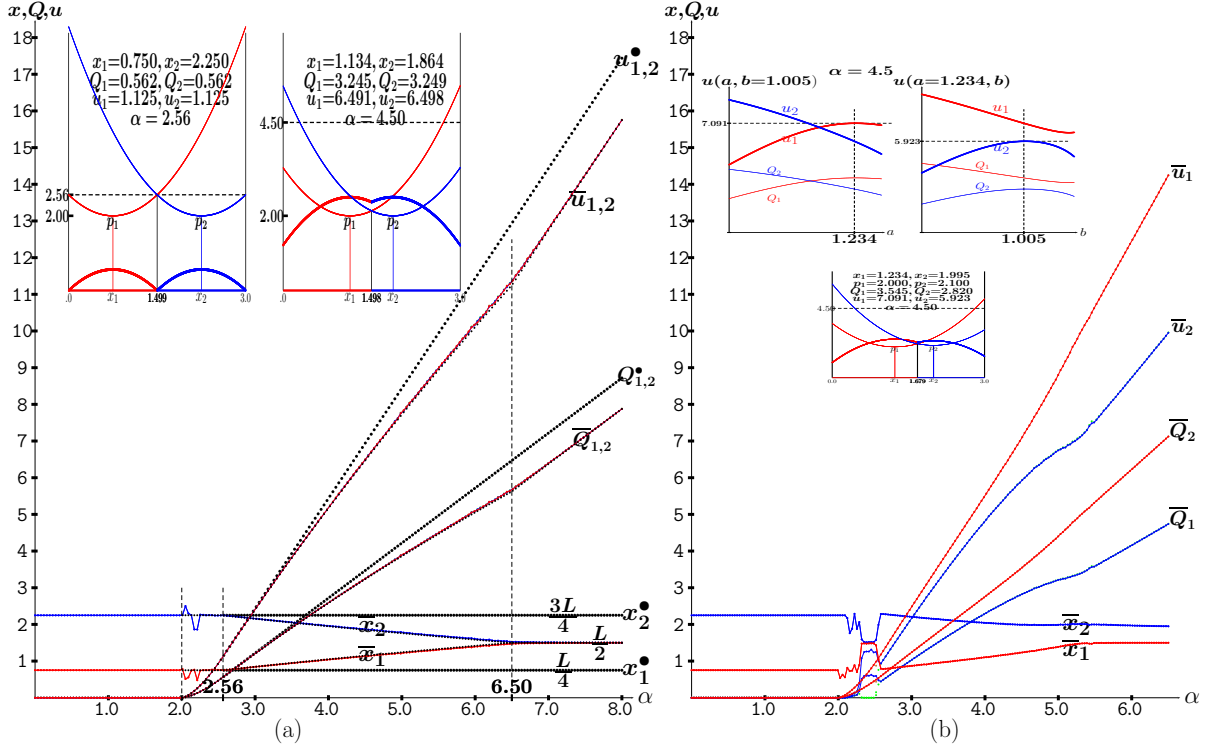 x,Q,u
18
17
16
15
14
13
12
11
10
9
8
7
6
5
4
3
2
1
x₁=0.750, x₂=2.250
Q₁=0.562, Q₂=0.562
u₁=1.125, u₂=1.125
α = 2.56
2.56
2.00
p₁
p₂
.0
x₁
1.499
x₂
3.0
x₁=1.134, x₂=1.864
Q₁=3.245, Q₂=3.249
u₁=6.491, u₂=6.498
α = 4.50
4.50
2.00
p₁
p₂
.0
x₁
1.498
x₂
3.0
u•₁,₂
u̅₁,₂
Q•₁,₂
Q̅₁,₂
3L/4
x•₂
x̅₂
L/2
x̅₁
L/4
x•₁
2.56
6.50
α
1.0
2.0
3.0
4.0
5.0
6.0
7.0
8.0
(a)
x,Q,u
18
17
16
15
14
13
12
11
10
9
8
7
6
5
4
3
2
1
α = 4.5
u(a, b=1.005)
u(a=1.234, b)
7.091
u₂
u₁
Q₂
Q₁
1.234
a
5.923
u₁
u₂
Q₁
Q₂
1.005
b
x₁=1.234, x₂=1.995
p₁=2.000, p₂=2.100
Q₁=3.545, Q₂=2.820
u₁=7.091, u₂=5.923
α = 4.50
4.50
p₁
p₂
0.0
x₁
1.679
x₂
3.0
u̅₁
u̅₂
Q̅₂
Q̅₁
x̅₂
x̅₁
α
1.0
2.0
3.0
4.0
5.0
6.0
(b)